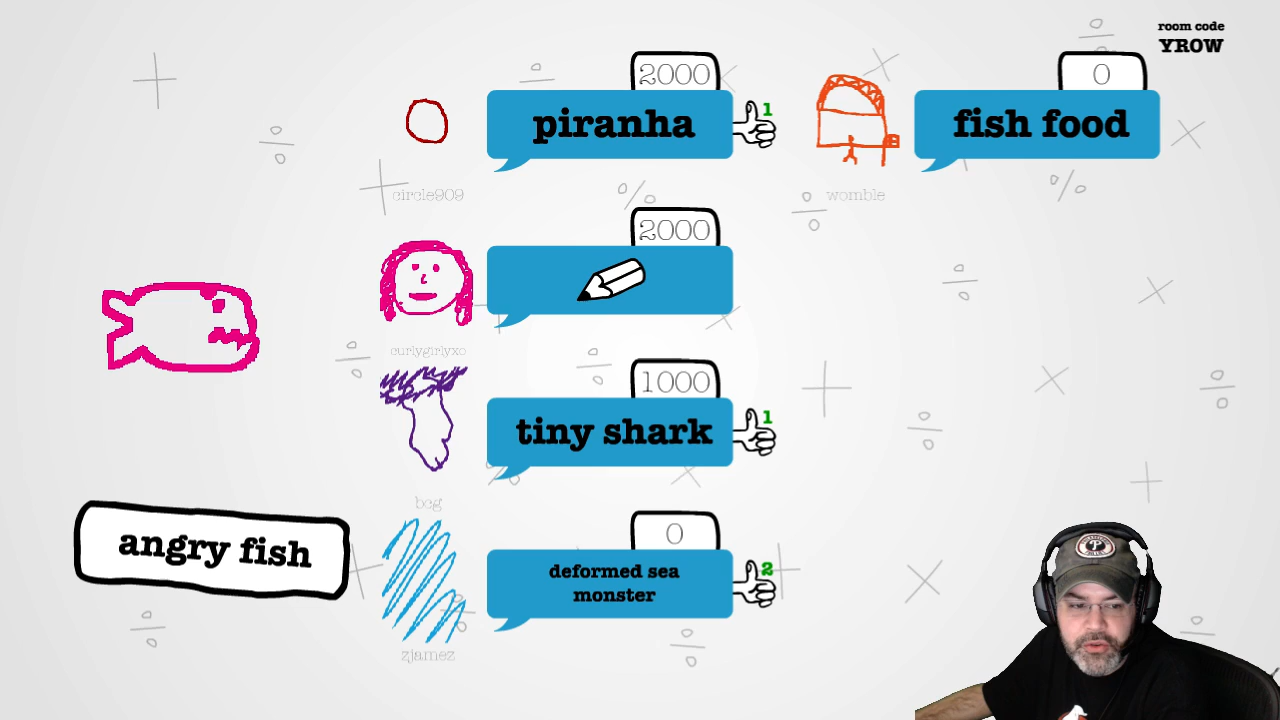 room code
YROW
2000
piranha
1
circle909
0
fish food
womble
2000
curlygirlyxo
1000
tiny shark
1
bcg
0
deformed sea
monster
2
zjamez
angry fish